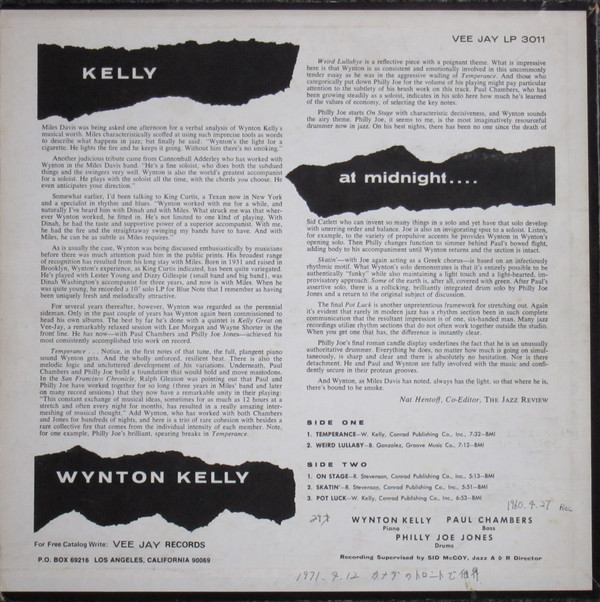 VEE JAY LP 3011
KELLY
Miles Davis was being asked one afternoon for a verbal analysis of Wynton Kelly's
musical worth. Miles characteristically scoffed at using such imprecise tools as words
to describe what happens in jazz; but finally he said: "Wynton's the light for a
cigarette. He lights the fire and he keeps it going. Without him there's no smoking."
Another judicious tribute came from Cannonball Adderley who has worked with
Wynton in the Miles Davis band. "He's a fine soloist, who does both the subdued
things and the swingers very well. Wynton is also the world's greatest accompanist
for a soloist. He plays with the soloist all the time, with the chords you choose. He
even anticipates your direction."
Somewhat earlier, I'd been talking to King Curtis, a Texan now in New York
and a specialist in rhythm and blues. "Wynton worked with me for a while, and
naturally I've heard him with Dinah and with Miles. What struck me was that wher-
ever Wynton worked, he fitted in. He's not limited to one kind of playing. With
Dinah, he had the taste and supportive power of a superior accompanist. With me,
he had the fire and the straightaway swinging my bands have to have. And with
Miles, he can be as subtle as Miles requires."
As is usually the case, Wynton was being discussed enthusiastically by musicians
before there was much attention paid him in the public prints. His broadest range
of recognition has resulted from his long stay with Miles. Born in 1931 and raised in
Brooklyn, Wynton's experience, as King Curtis indicated, has been quite variegated.
He's played with Lester Young and Dizzy Gillespie (small band and big band), was
Dinah Washington's accompanist for three years, and now is with Miles. When he
was quite young, he recorded a 10" solo LP for Blue Note that I remember as having
been uniquely fresh and melodically attractive.
For several years thereafter, however, Wynton was regarded as the perennial
sideman. Only in the past couple of years has Wynton again been commissioned to
head his own albums. The best by far he's done with a quintet is Kelly Great on
Vee-Jay, a remarkably relaxed session with Lee Morgan and Wayne Shorter in the
front line. He has now—with Paul Chambers and Philly Joe Jones—achieved his
most consistently accomplished trio work on record.
Temperance . . . Notice, in the first notes of that tune, the full, plangent piano
sound Wynton gets. And the wholly unforced, resilient beat. There is also the
melodic logic and uncluttered development of his variations. Underneath, Paul
Chambers and Philly Joe build a foundation that would hold and move mastodons.
In the San Francisco Chronicle, Ralph Gleason was pointing out that Paul and
Philly Joe have worked together for so long (three years in Miles' band and later
on many record sessions) that they now have a remarkable unity in their playing:
"This constant exchange of musical ideas, sometimes for as much as 12 hours at a
stretch and often every night for months, has resulted in a really amazing inter-
meshing of musical thought." Add Wynton, who has worked with both Chambers
and Jones for hundreds of nights, and here is a trio of rare cohesion with besides a
rare collective fire that comes from the individual intensity of each member. Note,
for one example, Philly Joe's brilliant, spearing breaks in Temperance.
WYNTON KELLY
For Free Catalog Write: VEE JAY RECORDS
P.O. BOX 69216 LOS ANGELES, CALIFORNIA 90069
Weird Lullabye is a reflective piece with a poignant theme. What is impressive
here is that Wynton is as consistent and emotionally involved in this uncommonly
tender essay as he was in the aggressive wailing of Temperance. And those who
categorically put down Philly Joe for the volume of his playing might pay particular
attention to the subtlety of his brush work on this track. Paul Chambers, who has
been growing steadily as a soloist, indicates in his solo here how much he's learned
of the values of economy, of selecting the key notes.
Philly Joe starts On Stage with characteristic decisiveness, and Wynton sounds
the airy theme. Philly Joe, it seems to me, is the most imaginatively resourceful
drummer now in jazz. On his best nights, there has been no one since the death of
at midnight....
Sid Catlett who can invent so many things in a solo and yet have that solo develop
with unerring order and balance. Joe is also an invigorating spur to a soloist. Listen,
for example, to the variety of propulsive accents he provides Wynton in Wynton's
opening solo. Then Philly changes function to simmer behind Paul's bowed flight,
adding body to his accompaniment until Wynton returns and the section is intact.
Skatin'—with Joe again acting as a Greek chorus—is based on an infectiously
rhythmic motif. What Wynton's solo demonstrates is that it's entirely possible to be
authentically "funky" while also maintaining a light touch and a light-hearted, im-
provisatory approach. Some of the earth is, after all, covered with green. After Paul's
assertive solo, there is a rollicking, brilliantly integrated drum solo by Philly Joe
Jones and a return to the original subject of discussion.
The final Pot Luck is another unpretentious framework for stretching out. Again
it's evident that rarely in modern jazz has a rhythm section been in such complete
communication that the resultant impression is of one, six-handed man. Many jazz
recordings utilize rhythm sections that do not often work together outside the studio.
When you get one that has, the difference is instantly clear.
Philly Joe's final roman candle display underlines the fact that he is an unusually
authoritative drummer. Everything he does, no matter how much is going on simul-
taneously, is sharp and clear and there is absolutely no hesitation. Nor is there
detachment. He and Paul and Wynton are fully involved with the music and confi-
dently secure in their protean grooves.
And Wynton, as Miles Davis has noted, always has the light, so that where he is,
there's bound to be smoke.
Nat Hentoff, Co-Editor, THE JAZZ REVIEW
SIDE ONE
1. TEMPERANCE—W. Kelly, Conrad Publishing Co., Inc., 7:32—BMI
2. WEIRD LULLABY—B. Gonzalez, Groove Music Co., 7:12—BMI
SIDE TWO
1. ON STAGE—R. Stevenson, Conrad Publishing Co., Inc., 5:13—BMI
2. SKATIN'—R. Stevenson, Conrad Publishing Co., Inc., 5:51—BMI
3. POT LUCK—W. Kelly, Conrad Publishing Co., Inc., 6:53—BMI
1960.4.27 Rec
WYNTON KELLY PAUL CHAMBERS
Piano Bass
PHILLY JOE JONES
Drums
Recording Supervised by SID McCOY, Jazz A & R Director
1971.9.12 カナダのトロントで